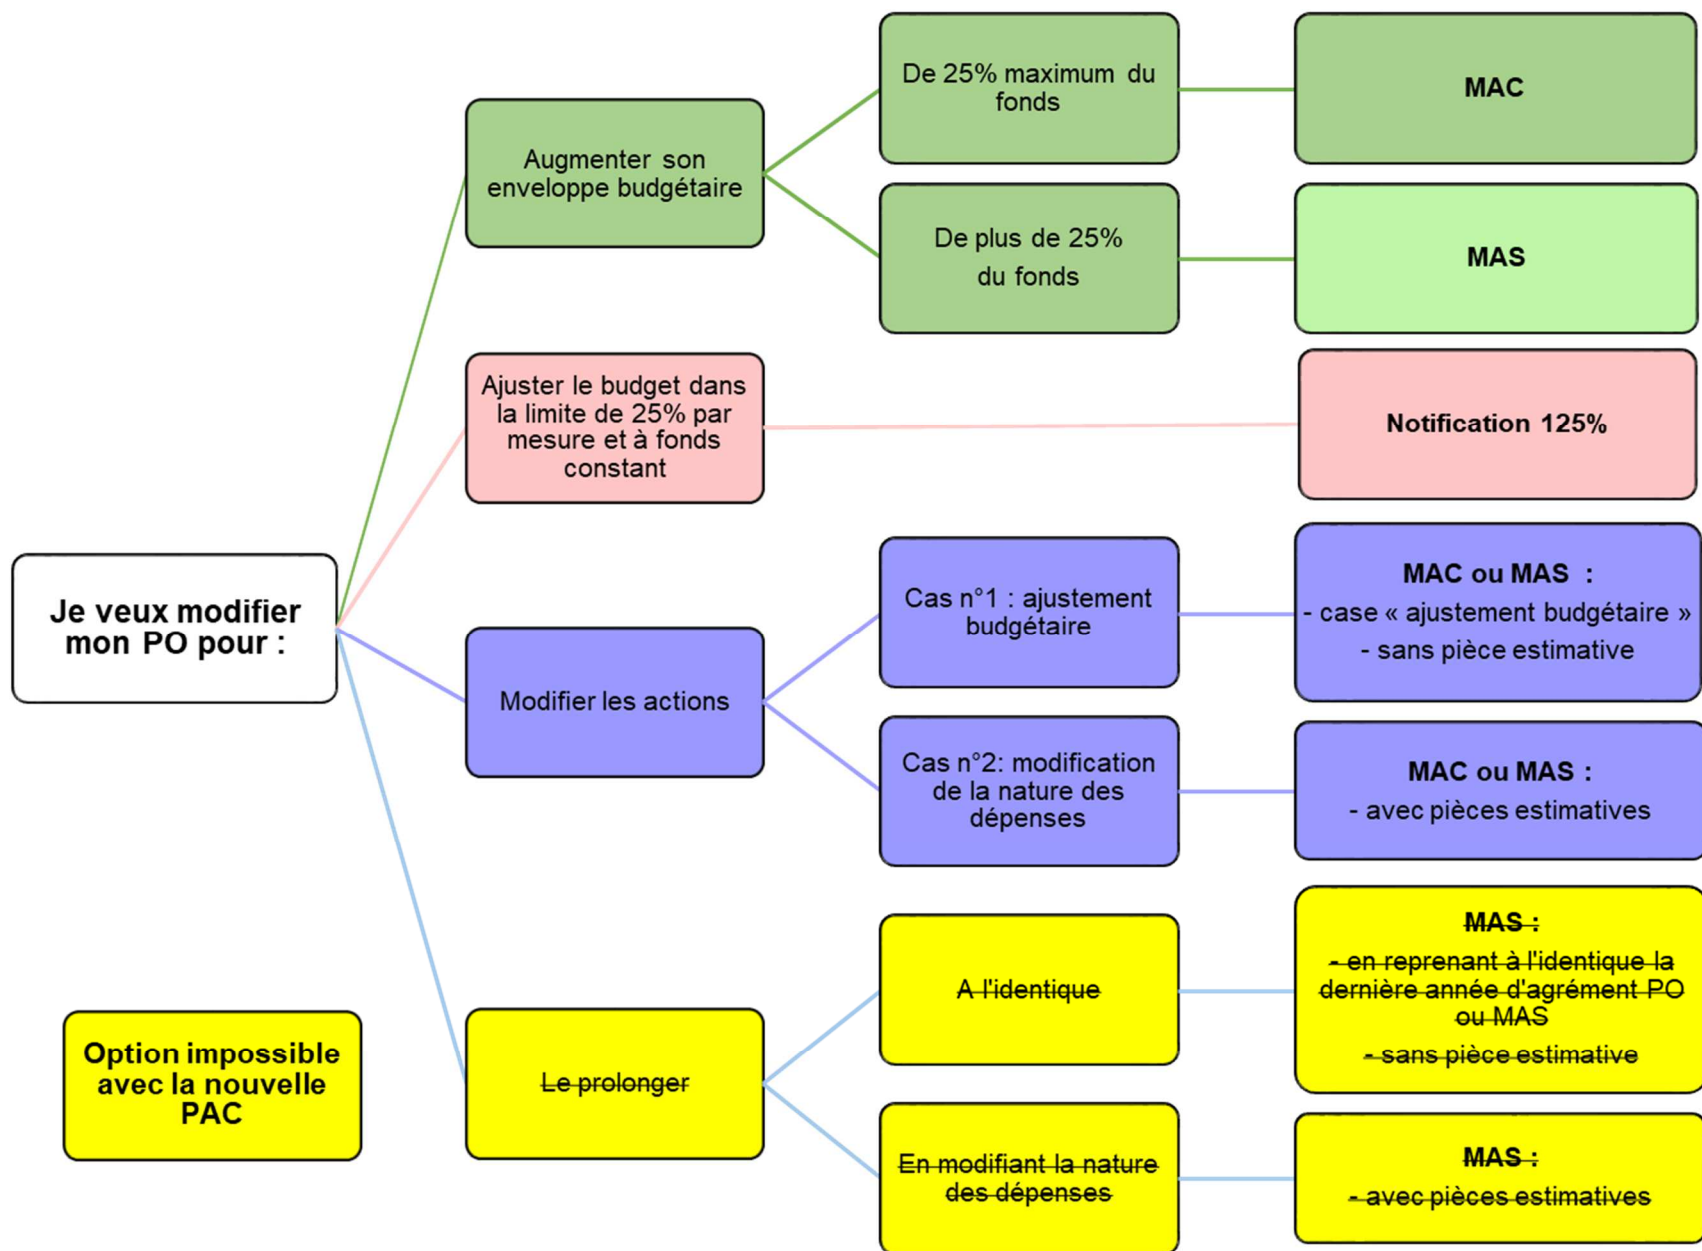 Je veux modifier
mon PO pour :
Augmenter son
enveloppe budgétaire
De 25% maximum du
fonds
MAC
De plus de 25%
du fonds
MAS
Ajuster le budget dans
la limite de 25% par
mesure et à fonds
constant
Notification 125%
Modifier les actions
Cas n°1 : ajustement
budgétaire
MAC ou MAS :
- case « ajustement budgétaire »
- sans pièce estimative
Cas n°2: modification
de la nature des
dépenses
MAC ou MAS :
- avec pièces estimatives
Option impossible
avec la nouvelle
PAC
Le prolonger
A l'identique
MAS :
- en reprenant à l'identique la
dernière année d'agrément PO
ou MAS
- sans pièce estimative
En modifiant la nature
des dépenses
MAS :
- avec pièces estimatives